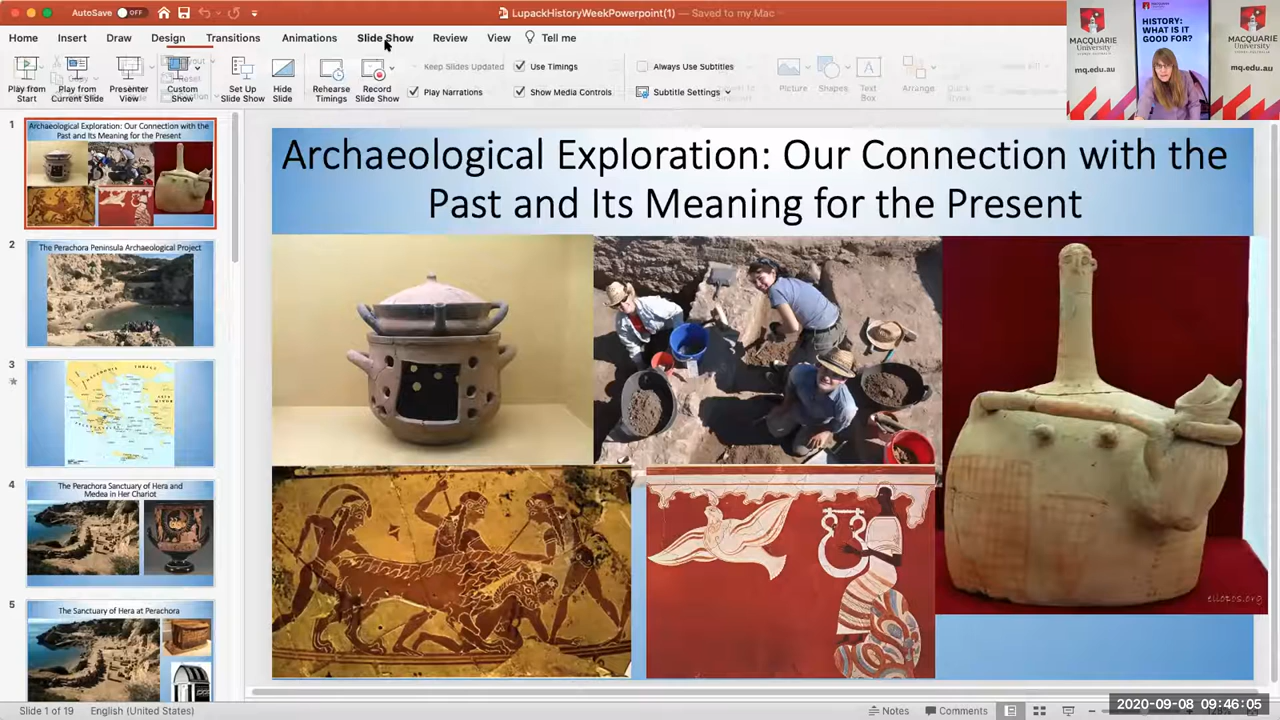 AutoSave OFF
LupackHistoryWeekPowerpoint(1) — Saved to my Mac
Home Insert Draw Design Transitions Animations Slide Show Review View Tell me
Play from Start
Play from Current Slide
Presenter View
Custom Show
Set Up Slide Show
Hide Slide
Rehearse Timings
Record Slide Show
Keep Slides Updated
Play Narrations
Use Timings
Show Media Controls
Always Use Subtitles
Subtitle Settings
Picture
Shapes
Text Box
Arrange
MACQUARIE University
mq.edu.au
HISTORY:
WHAT IS IT
GOOD FOR?
MACQUARIE University
mq.edu.au
1
Archaeological Exploration: Our Connection with the
Past and Its Meaning for the Present
2
The Perachora Peninsula Archaeological Project
3
4
The Perachora Sanctuary of Hera and
Medea in Her Chariot
5
The Sanctuary of Hera at Perachora
Archaeological Exploration: Our Connection with the
Past and Its Meaning for the Present
ellopos.org
Slide 1 of 19 English (United States)
Notes Comments
2020-09-08 09:46:05